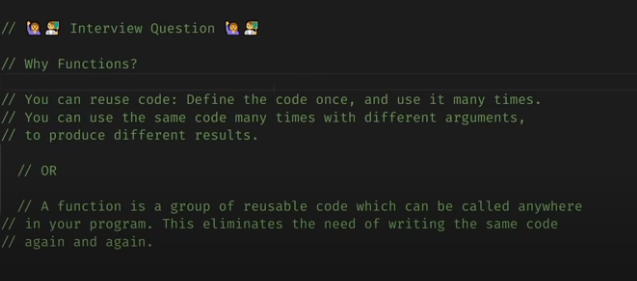 // 🙋🏽👨‍🏫 Interview Question 🙋🏽👨‍🏫
// Why Functions?
// You can reuse code: Define the code once, and use it many times.
// You can use the same code many times with different arguments,
// to produce different results.
// OR
// A function is a group of reusable code which can be called anywhere
// in your program. This eliminates the need of writing the same code
// again and again.